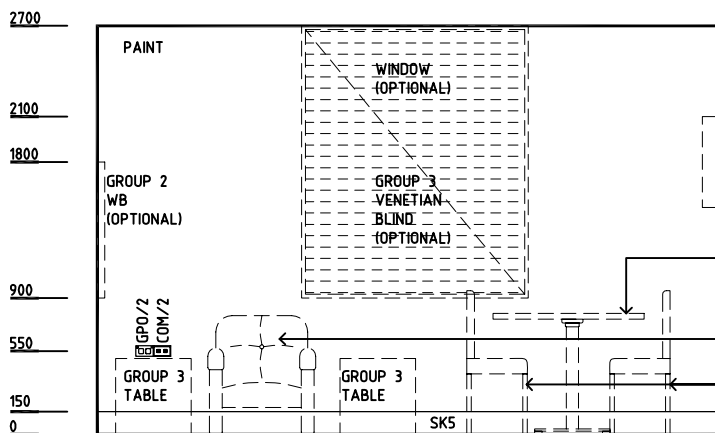 2700
PAINT
WINDOW
(OPTIONAL)
2100
1800
GROUP 2
WB
(OPTIONAL)
GROUP 3
VENETIAN
BLIND
(OPTIONAL)
900
GPO/2
COM/2
550
GROUP 3
TABLE
GROUP 3
TABLE
150
SK5
0